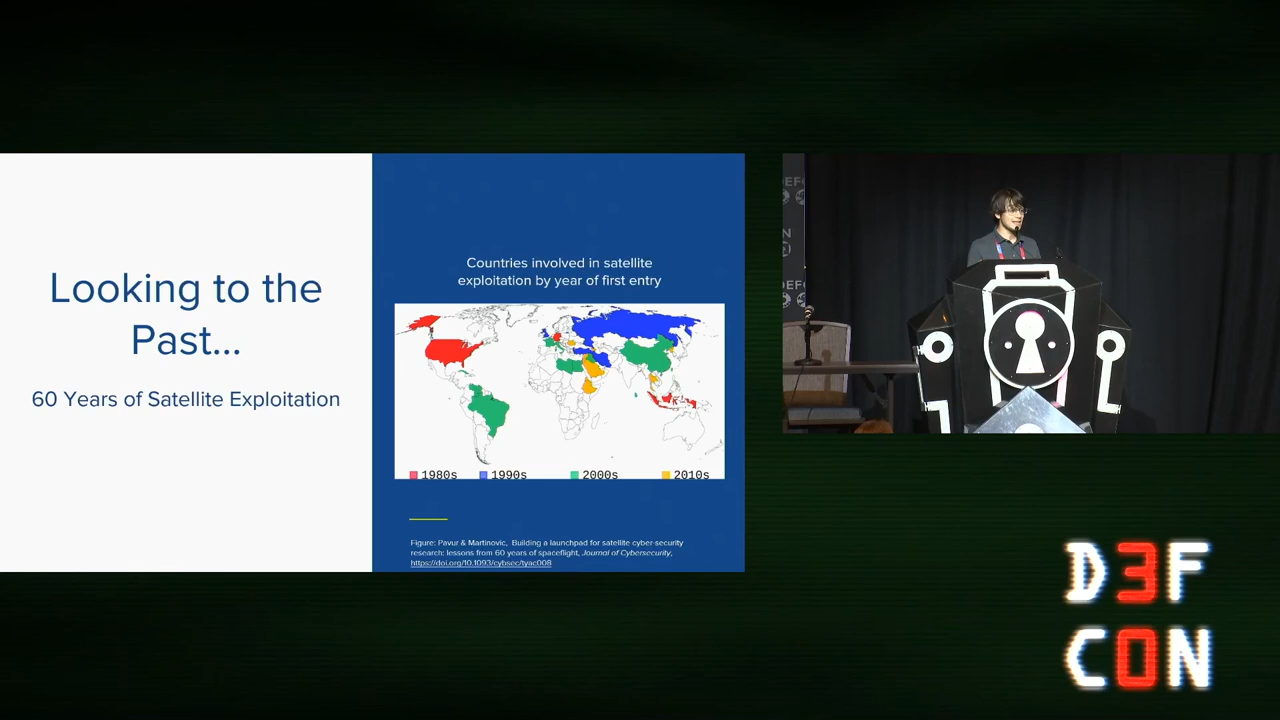 Looking to the
Past...
60 Years of Satellite Exploitation
Countries involved in satellite
exploitation by year of first entry
1980s 1990s 2000s 2010s
Figure: Pavur & Martinovic, Building a launchpad for satellite cyber-security
research: lessons from 60 years of spaceflight, Journal of Cybersecurity,
https://doi.org/10.1093/cybsec/tyac008
D3F
C0N